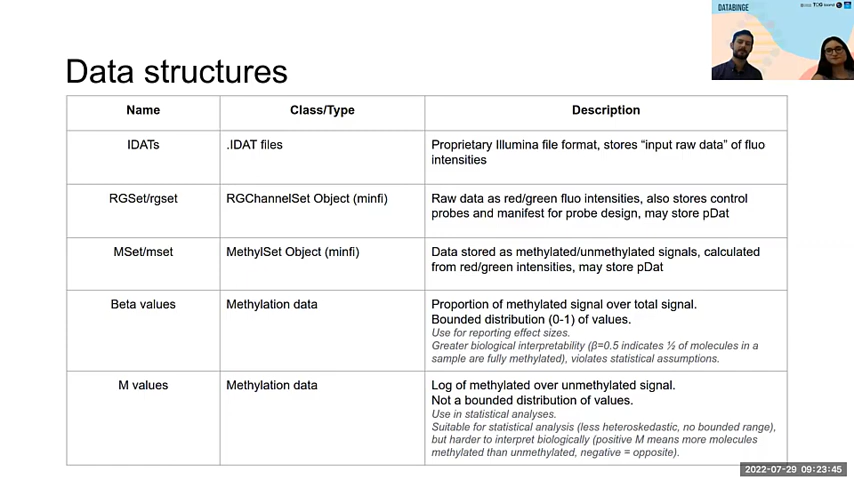 DATABINGE
Data structures
Name Class/Type Description
IDATs .IDAT files Proprietary Illumina file format, stores “input raw data” of fluo
intensities
RGSet/rgset RGChannelSet Object (minfi) Raw data as red/green fluo intensities, also stores control
probes and manifest for probe design, may store pDat
MSet/mset MethylSet Object (minfi) Data stored as methylated/unmethylated signals, calculated
from red/green intensities, may store pDat
Beta values Methylation data Proportion of methylated signal over total signal.
Bounded distribution (0-1) of values.
Use for reporting effect sizes.
Greater biological interpretability (β=0.5 indicates ½ of molecules in a
sample are fully methylated), violates statistical assumptions.
M values Methylation data Log of methylated over unmethylated signal.
Not a bounded distribution of values.
Use in statistical analyses.
Suitable for statistical analysis (less heteroskedastic, no bounded range),
but harder to interpret biologically (positive M means more molecules
methylated than unmethylated, negative = opposite).
2022-07-29 09:23:45